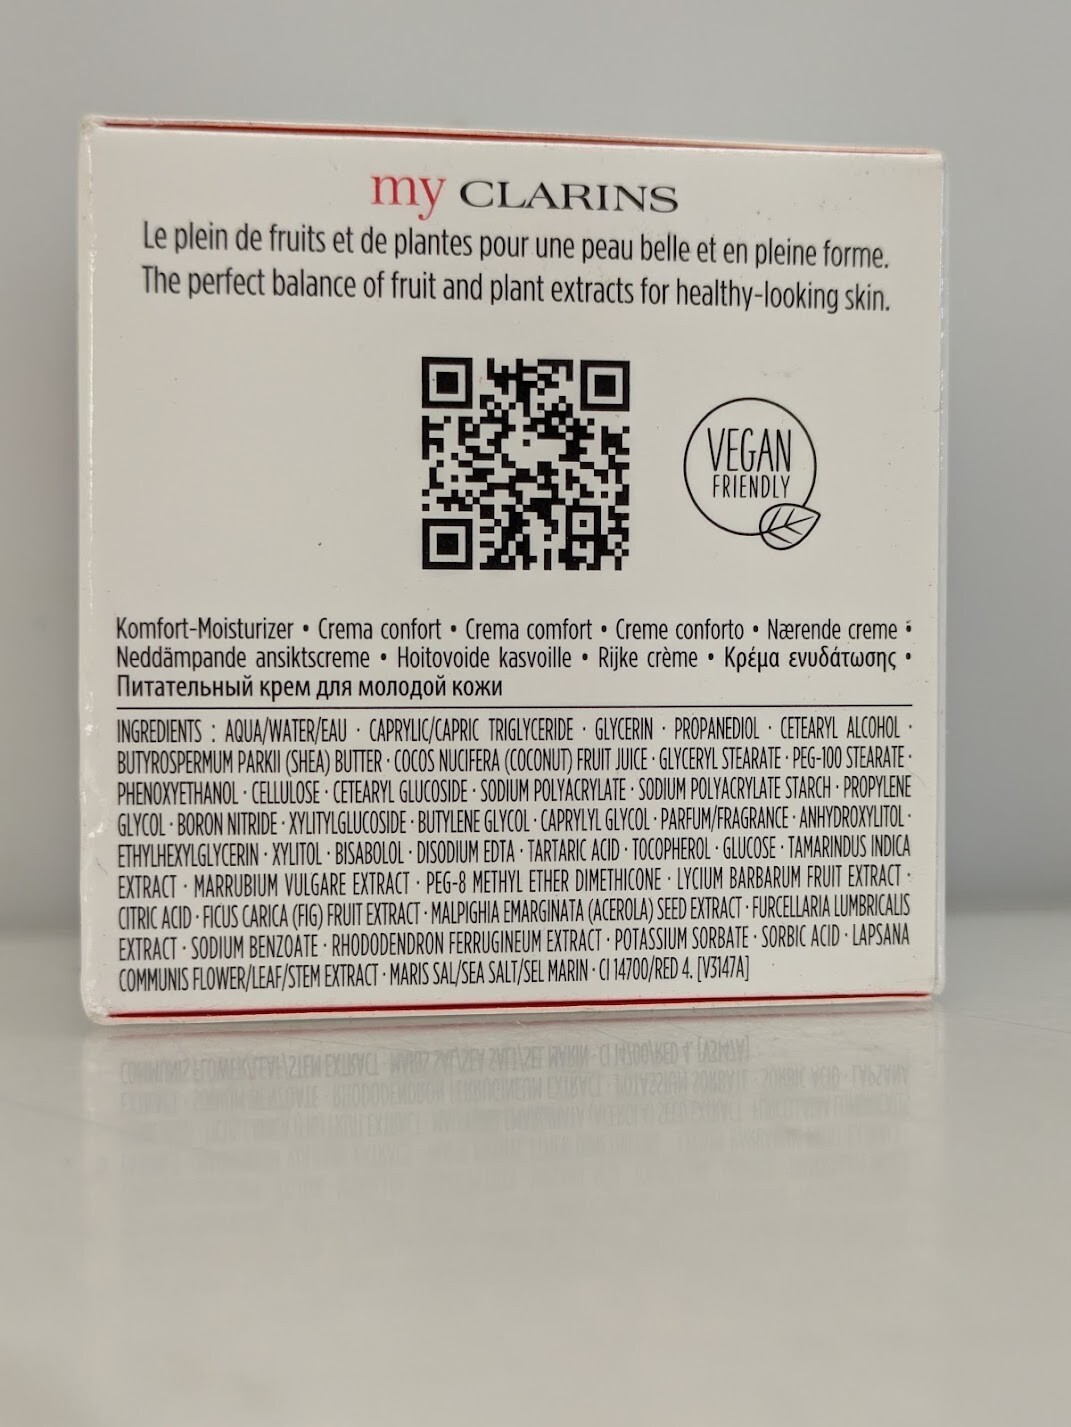 my CLARINS
Le plein de fruits et de plantes pour une peau belle et en pleine forme.
The perfect balance of fruit and plant extracts for healthy-looking skin.
VEGAN
FRIENDLY
Komfort-Moisturizer • Crema confort • Crema comfort • Creme conforto • Nærende creme •
Neddämpande ansiktscreme • Hoitovoide kasvoille • Rijke crème • Κρέμα ενυδάτωσης •
Питательный крем для молодой кожи
INGREDIENTS : AQUA/WATER/EAU · CAPRYLIC/CAPRIC TRIGLYCERIDE · GLYCERIN · PROPANEDIOL · CETEARYL ALCOHOL ·
BUTYROSPERMUM PARKII (SHEA) BUTTER · COCOS NUCIFERA (COCONUT) FRUIT JUICE · GLYCERYL STEARATE · PEG-100 STEARATE ·
PHENOXYETHANOL · CELLULOSE · CETEARYL GLUCOSIDE · SODIUM POLYACRYLATE · SODIUM POLYACRYLATE STARCH · PROPYLENE
GLYCOL · BORON NITRIDE · XYLITYLGLUCOSIDE · BUTYLENE GLYCOL · CAPRYLYL GLYCOL · PARFUM/FRAGRANCE · ANHYDROXYLITOL ·
ETHYLHEXYLGLYCERIN · XYLITOL · BISABOLOL · DISODIUM EDTA · TARTARIC ACID · TOCOPHEROL · GLUCOSE · TAMARINDUS INDICA
EXTRACT · MARRUBIUM VULGARE EXTRACT · PEG-8 METHYL ETHER DIMETHICONE · LYCIUM BARBARUM FRUIT EXTRACT ·
CITRIC ACID · FICUS CARICA (FIG) FRUIT EXTRACT · MALPIGHIA EMARGINATA (ACEROLA) SEED EXTRACT · FURCELLARIA LUMBRICALIS
EXTRACT · SODIUM BENZOATE · RHODODENDRON FERRUGINEUM EXTRACT · POTASSIUM SORBATE · SORBIC ACID · LAPSANA
COMMUNIS FLOWER/LEAF/STEM EXTRACT · MARIS SAL/SEA SALT/SEL MARIN · CI 14700/RED 4. [V3147A]